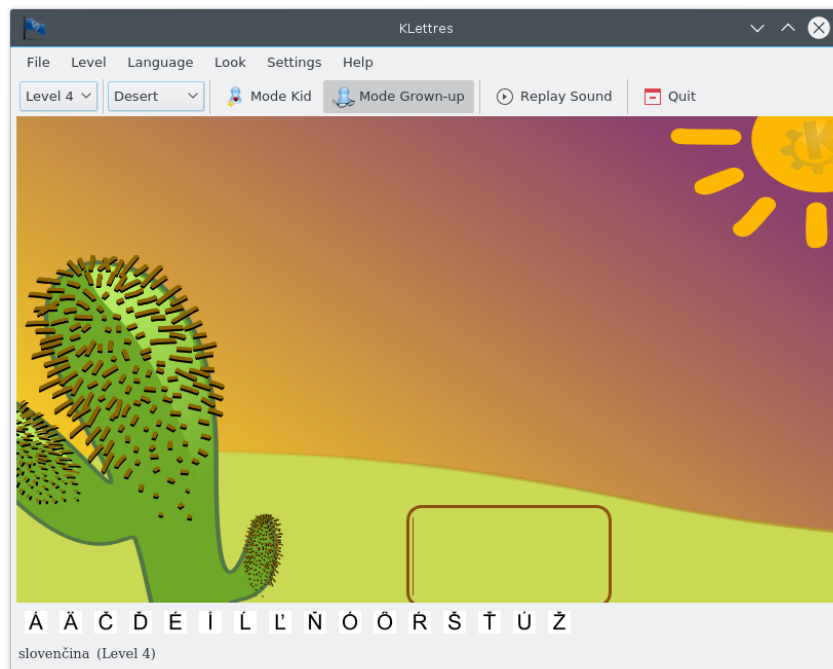 KLettres
File Level Language Look Settings Help
Level 4 Desert Mode Kid Mode Grown-up Replay Sound Quit
Á Ä Č Ď É Í Ĺ Ľ Ň Ó Ô Ŕ Š Ť Ú Ž
slovenčina (Level 4)